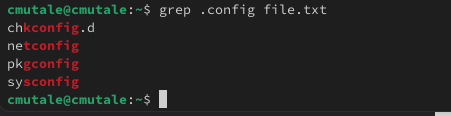 cmutale@cmutale:~$ grep .config file.txt
chkconfig.d
netconfig
pkgconfig
sysconfig
cmutale@cmutale:~$